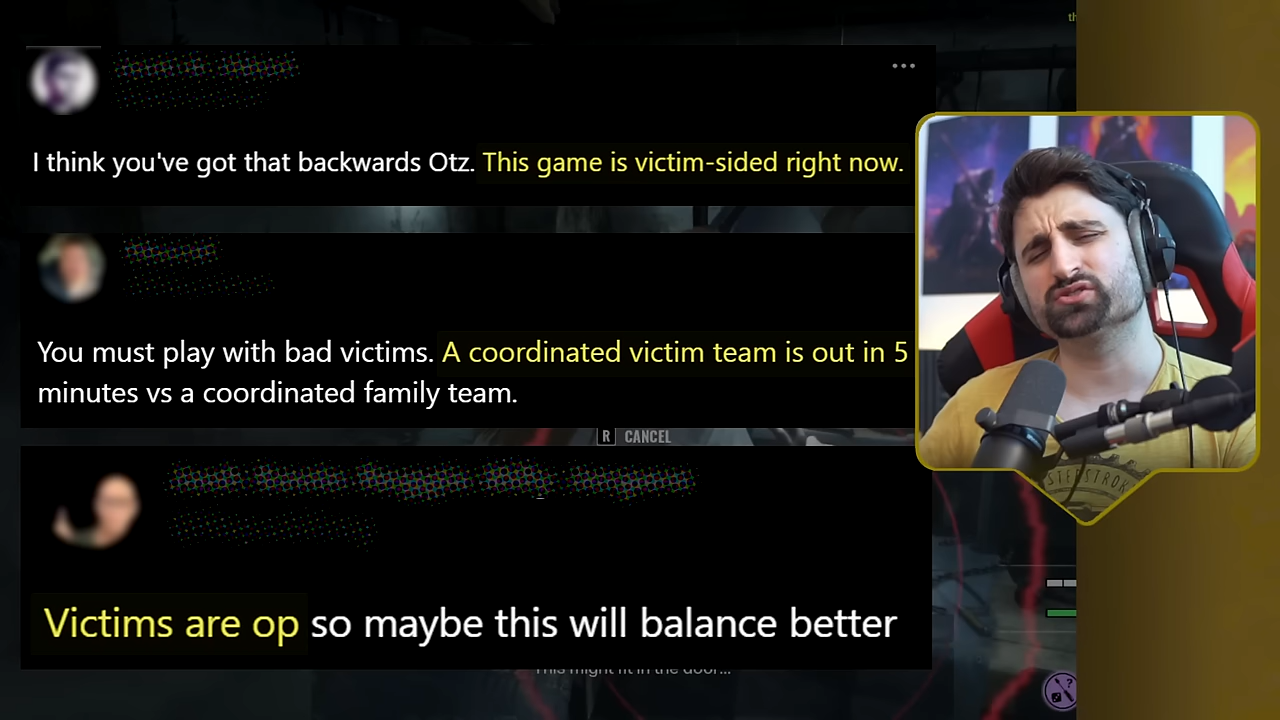 th
I think you've got that backwards Otz. This game is victim-sided right now.
You must play with bad victims. A coordinated victim team is out in 5
minutes vs a coordinated family team.
R CANCEL
Victims are op so maybe this will balance better
This might fit in the door...